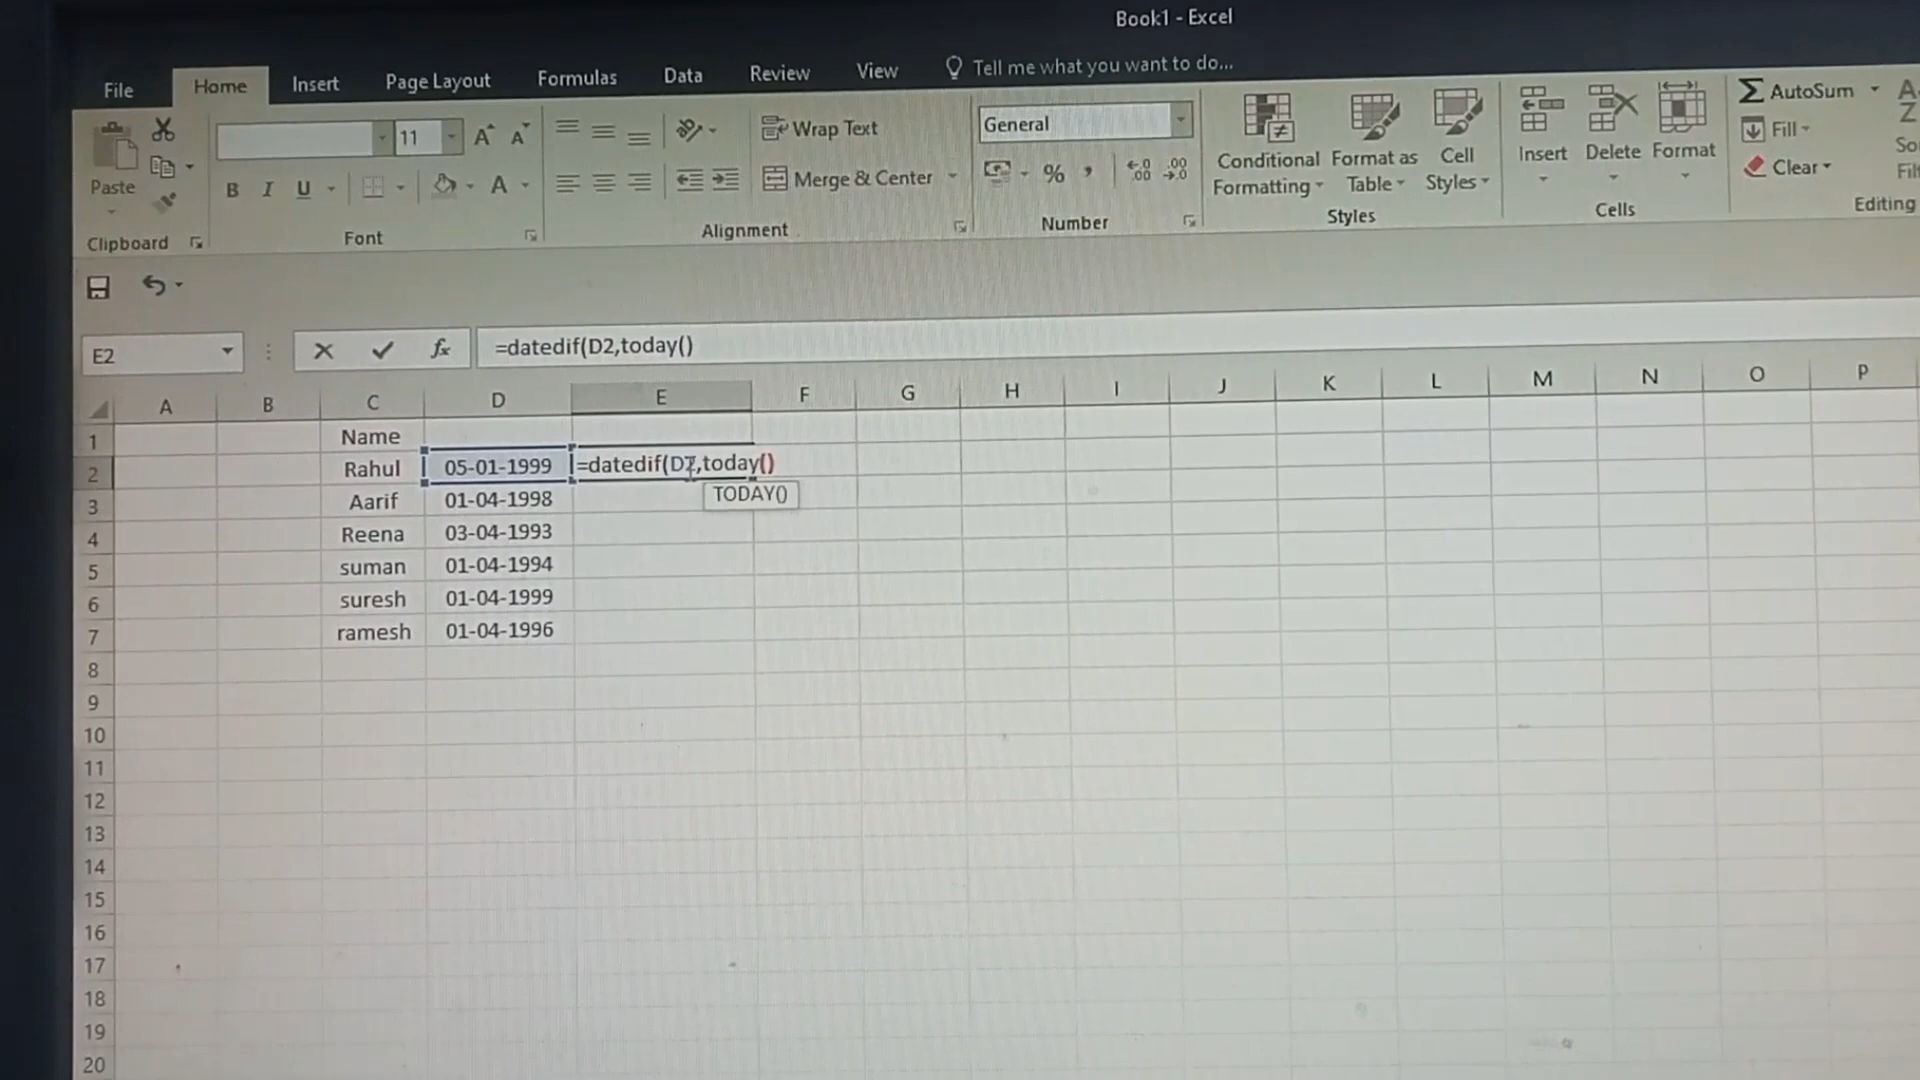 Book1 - Excel
File Home Insert Page Layout Formulas Data Review View Tell me what you want to do...
Paste
Clipboard
11 A A
B I U A
Font
Wrap Text
Merge & Center
Alignment
General
% , .0 .00 .00 .0
Number
Conditional Formatting
Format as Table
Cell Styles
Styles
Insert Delete Format
Cells
AutoSum
Fill
Clear
A Z
Editing
E2 fx =datedif(D2,today()
A B C D E F G H I J K L M N O P
1 Name
2 Rahul 05-01-1999 =datedif(D2,today()
TODAY()
3 Aarif 01-04-1998
4 Reena 03-04-1993
5 suman 01-04-1994
6 suresh 01-04-1999
7 ramesh 01-04-1996
8
9
10
11
12
13
14
15
16
17
18
19
20